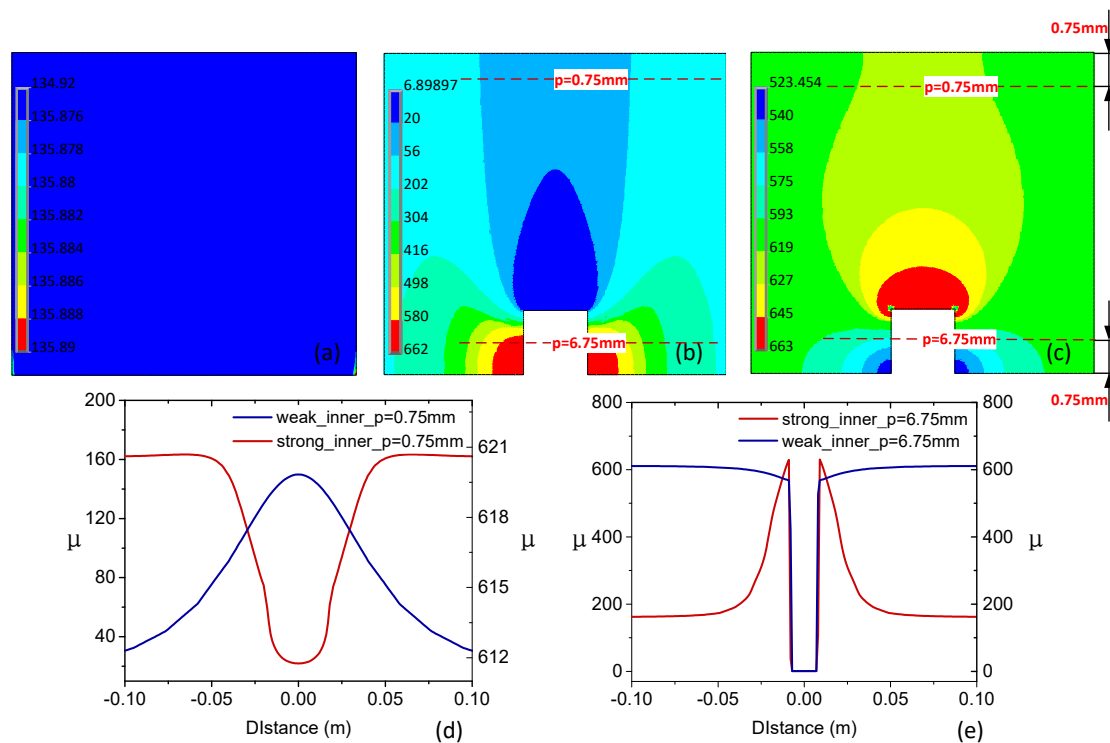 0.75mm
134.92
135.876
135.878
135.88
135.882
135.884
135.886
135.888
135.89
(a)
p=0.75mm
6.89897
20
56
202
304
416
498
580
662
p=6.75mm
(b)
p=0.75mm
523.454
540
558
575
593
619
627
645
663
p=6.75mm
(c)
0.75mm
200
160
120
80
40
μ
weak_inner_p=0.75mm
strong_inner_p=0.75mm
621
618
615
612
μ
-0.10 -0.05 0.00 0.05 0.10
DIstance (m)
(d)
800
600
400
200
0
μ
strong_inner_p=6.75mm
weak_inner_p=6.75mm
800
600
400
200
0
μ
-0.10 -0.05 0.00 0.05 0.10
DIstance (m)
(e)